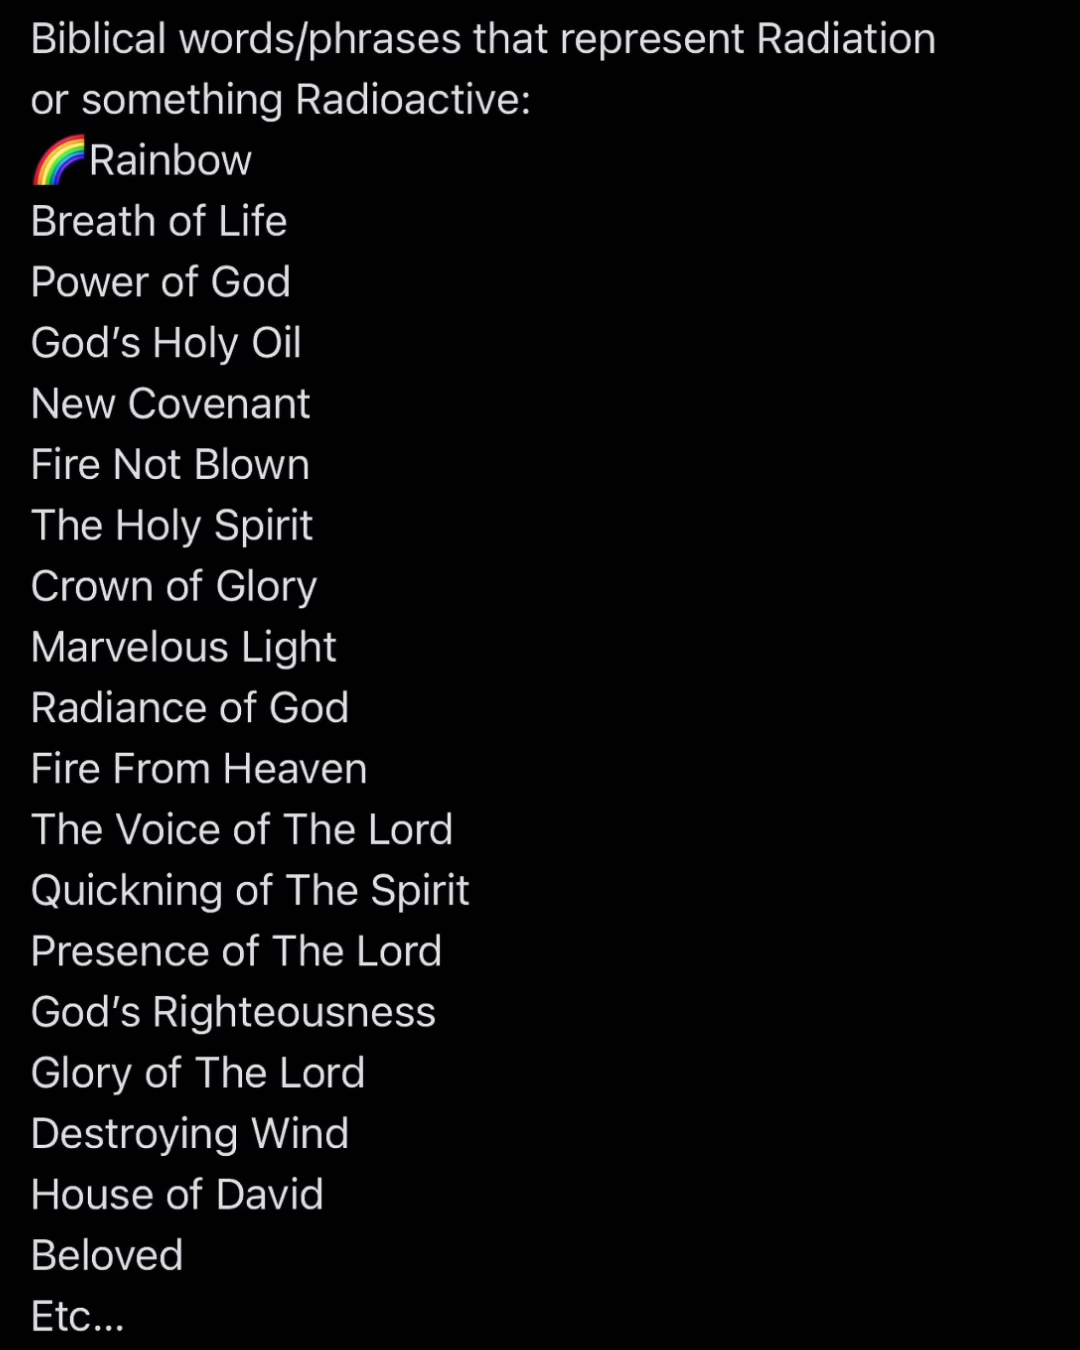 Biblical words/phrases that represent Radiation
or something Radioactive:
🌈Rainbow
Breath of Life
Power of God
God’s Holy Oil
New Covenant
Fire Not Blown
The Holy Spirit
Crown of Glory
Marvelous Light
Radiance of God
Fire From Heaven
The Voice of The Lord
Quickning of The Spirit
Presence of The Lord
God’s Righteousness
Glory of The Lord
Destroying Wind
House of David
Beloved
Etc...